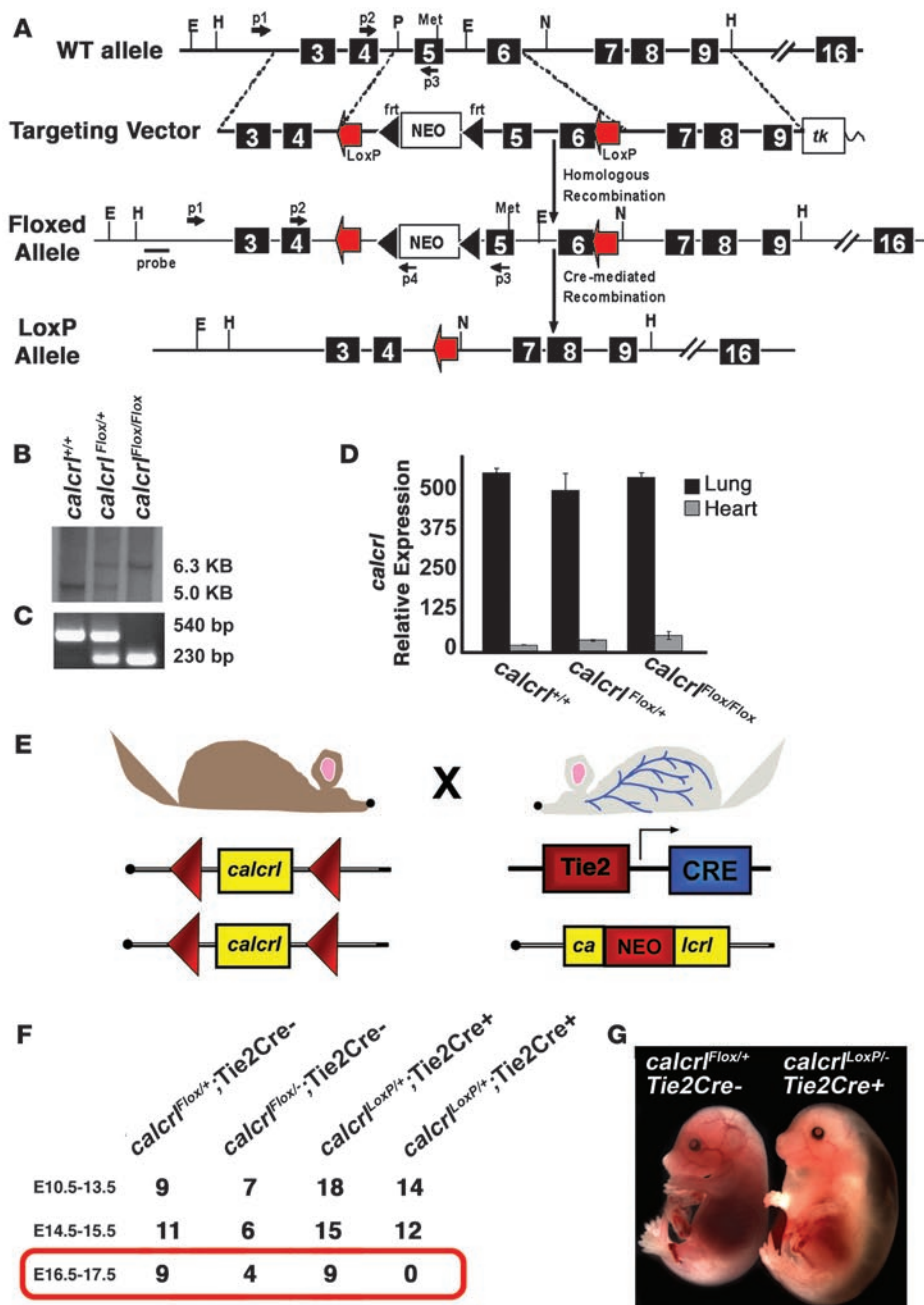 A
E H p1 p2 P Met E N H
WT allele 3 4 5 6 7 8 9 16
p3
frt frt
Targeting Vector 3 4 NEO 5 6 7 8 9 tk
LoxP LoxP
Homologous
Recombination
E H p1 p2 Met E N H
Floxed
Allele 3 4 NEO 5 6 7 8 9 16
probe p4 p3
Cre-mediated
Recombination
LoxP
Allele
E H N H
3 4 7 8 9 16
B
calcrl+/+ calcrlFlox/+ calcrlFlox/Flox
6.3 KB
5.0 KB
C
540 bp
230 bp
D
calcrl
Relative Expression
500
375
250
125
0
Lung
Heart
calcrl+/+ calcrlFlox/+ calcrlFlox/Flox
E
X
calcrl
calcrl
Tie2 CRE
ca NEO lcrl
F
calcrlFlox/+;Tie2Cre- calcrlFlox/-;Tie2Cre- calcrlLoxP/+;Tie2Cre+ calcrlLoxP/+;Tie2Cre+
E10.5-13.5 9 7 18 14
E14.5-15.5 11 6 15 12
E16.5-17.5 9 4 9 0
G
calcrlFlox/+ calcrlLoxP/-
Tie2Cre- Tie2Cre+